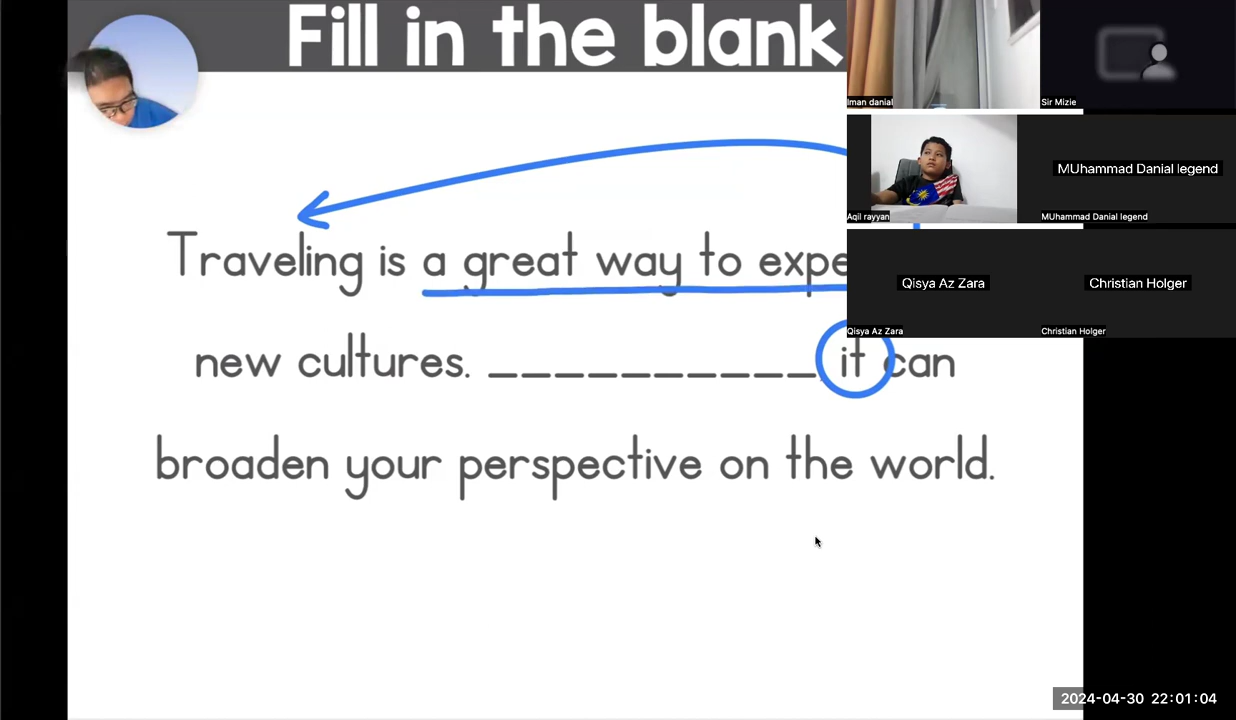 Fill in the blank
Iman danial
Sir Mizie
MUhammad Danial legend
Aqil rayyan
MUhammad Danial legend
Traveling is a great way to
new cultures. __________ it can
broaden your perspective on the world.
Qisya Az Zara
Christian Holger
Qisya Az Zara
Christian Holger
2024-04-30 22:01:04